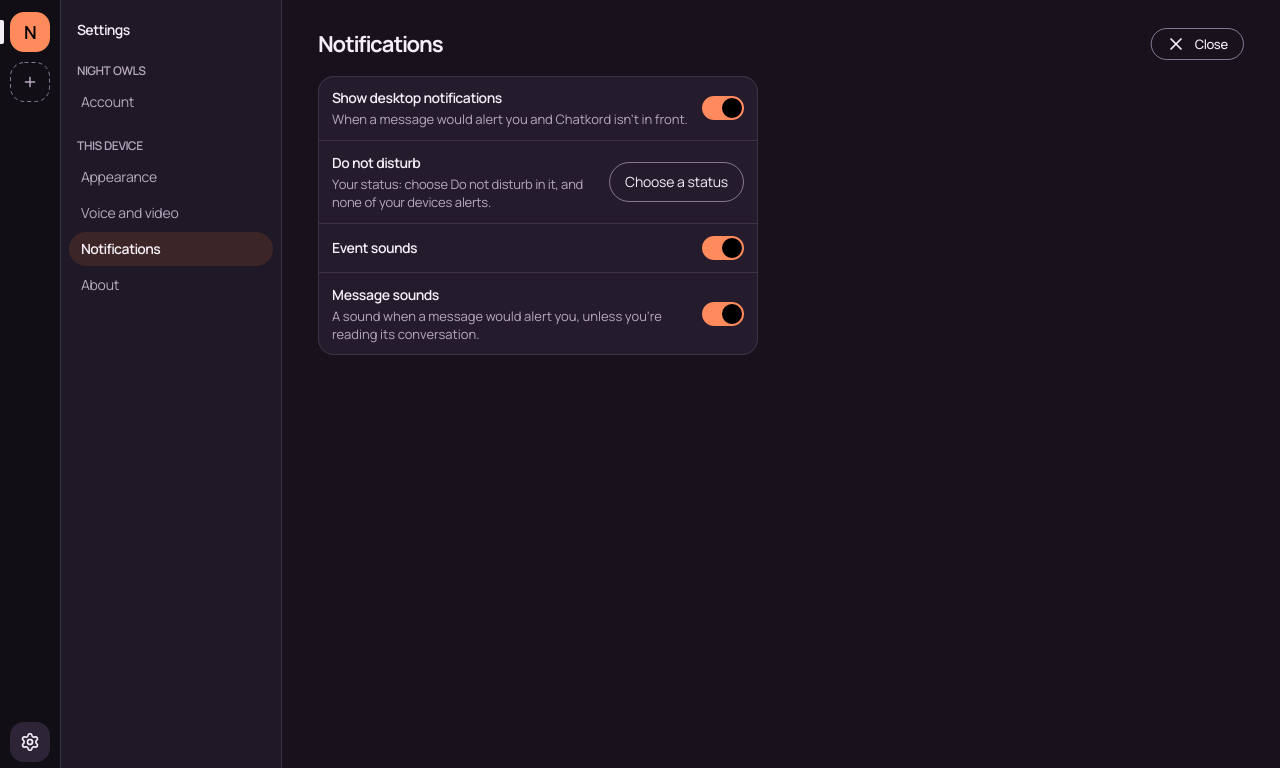 N
Settings
NIGHT OWLS
Account
THIS DEVICE
Appearance
Voice and video
Notifications
About
Notifications
Close
Show desktop notifications
When a message would alert you and Chatkord isn't in front.
Do not disturb
Your status: choose Do not disturb in it, and
none of your devices alerts.
Choose a status
Event sounds
Message sounds
A sound when a message would alert you, unless you're
reading its conversation.